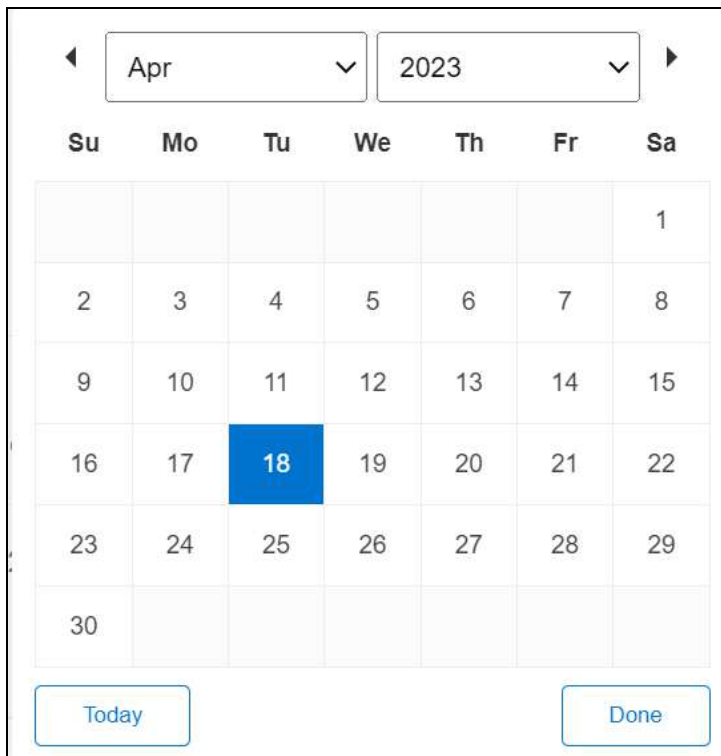 Apr 2023
Su Mo Tu We Th Fr Sa
1
2 3 4 5 6 7 8
9 10 11 12 13 14 15
16 17 18 19 20 21 22
23 24 25 26 27 28 29
30
Today Done